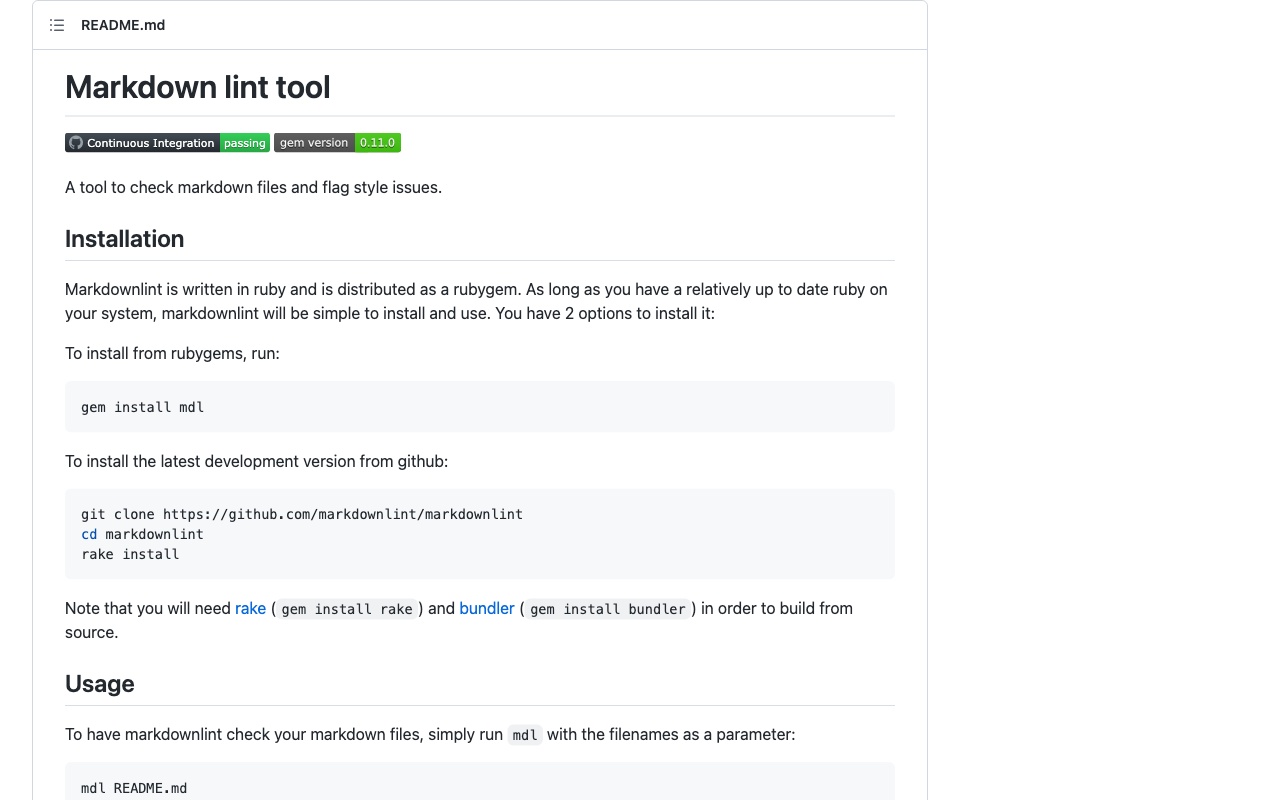 README.md
Markdown lint tool
Continuous Integration passing gem version 0.11.0
A tool to check markdown files and flag style issues.
Installation
Markdownlint is written in ruby and is distributed as a rubygem. As long as you have a relatively up to date ruby on
your system, markdownlint will be simple to install and use. You have 2 options to install it:
To install from rubygems, run:
gem install mdl
To install the latest development version from github:
git clone https://github.com/markdownlint/markdownlint
cd markdownlint
rake install
Note that you will need rake ( gem install rake ) and bundler ( gem install bundler ) in order to build from
source.
Usage
To have markdownlint check your markdown files, simply run mdl with the filenames as a parameter:
mdl README.md